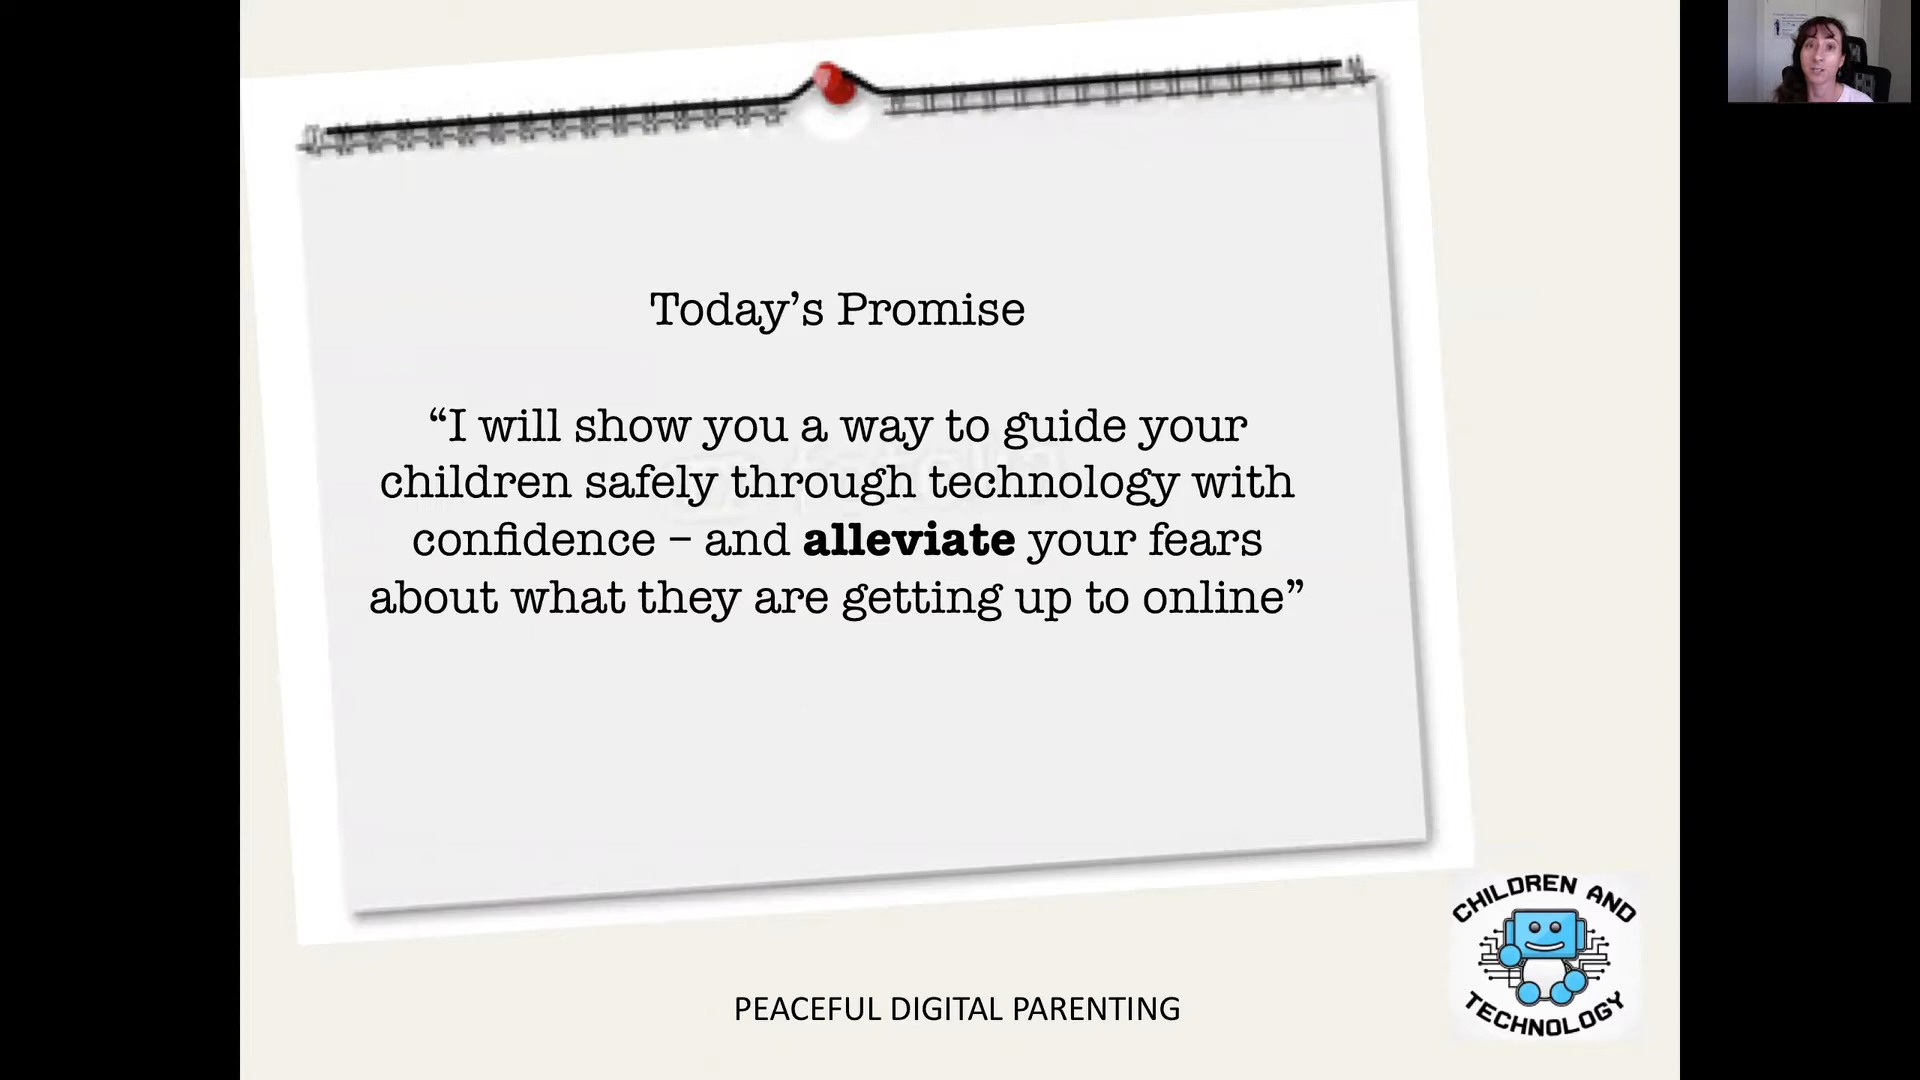 Today’s Promise
“I will show you a way to guide your
children safely through technology with
confidence – and alleviate your fears
about what they are getting up to online”
CHILDREN AND
TECHNOLOGY
PEACEFUL DIGITAL PARENTING